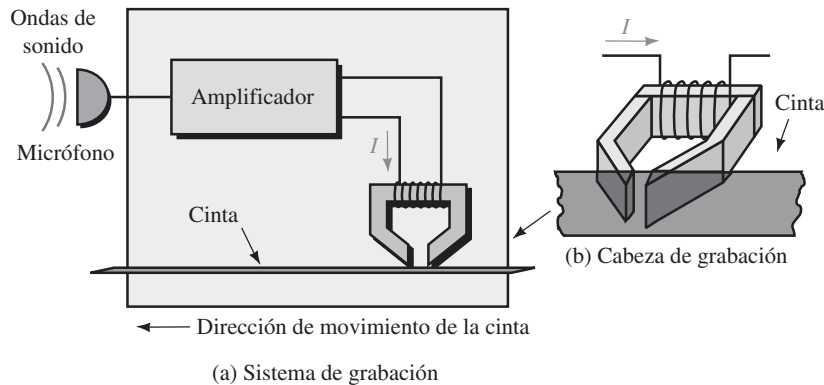 Ondas de
sonido
Micrófono
Amplificador
I
Cinta
Dirección de movimiento de la cinta
(a) Sistema de grabación
I
Cinta
(b) Cabeza de grabación